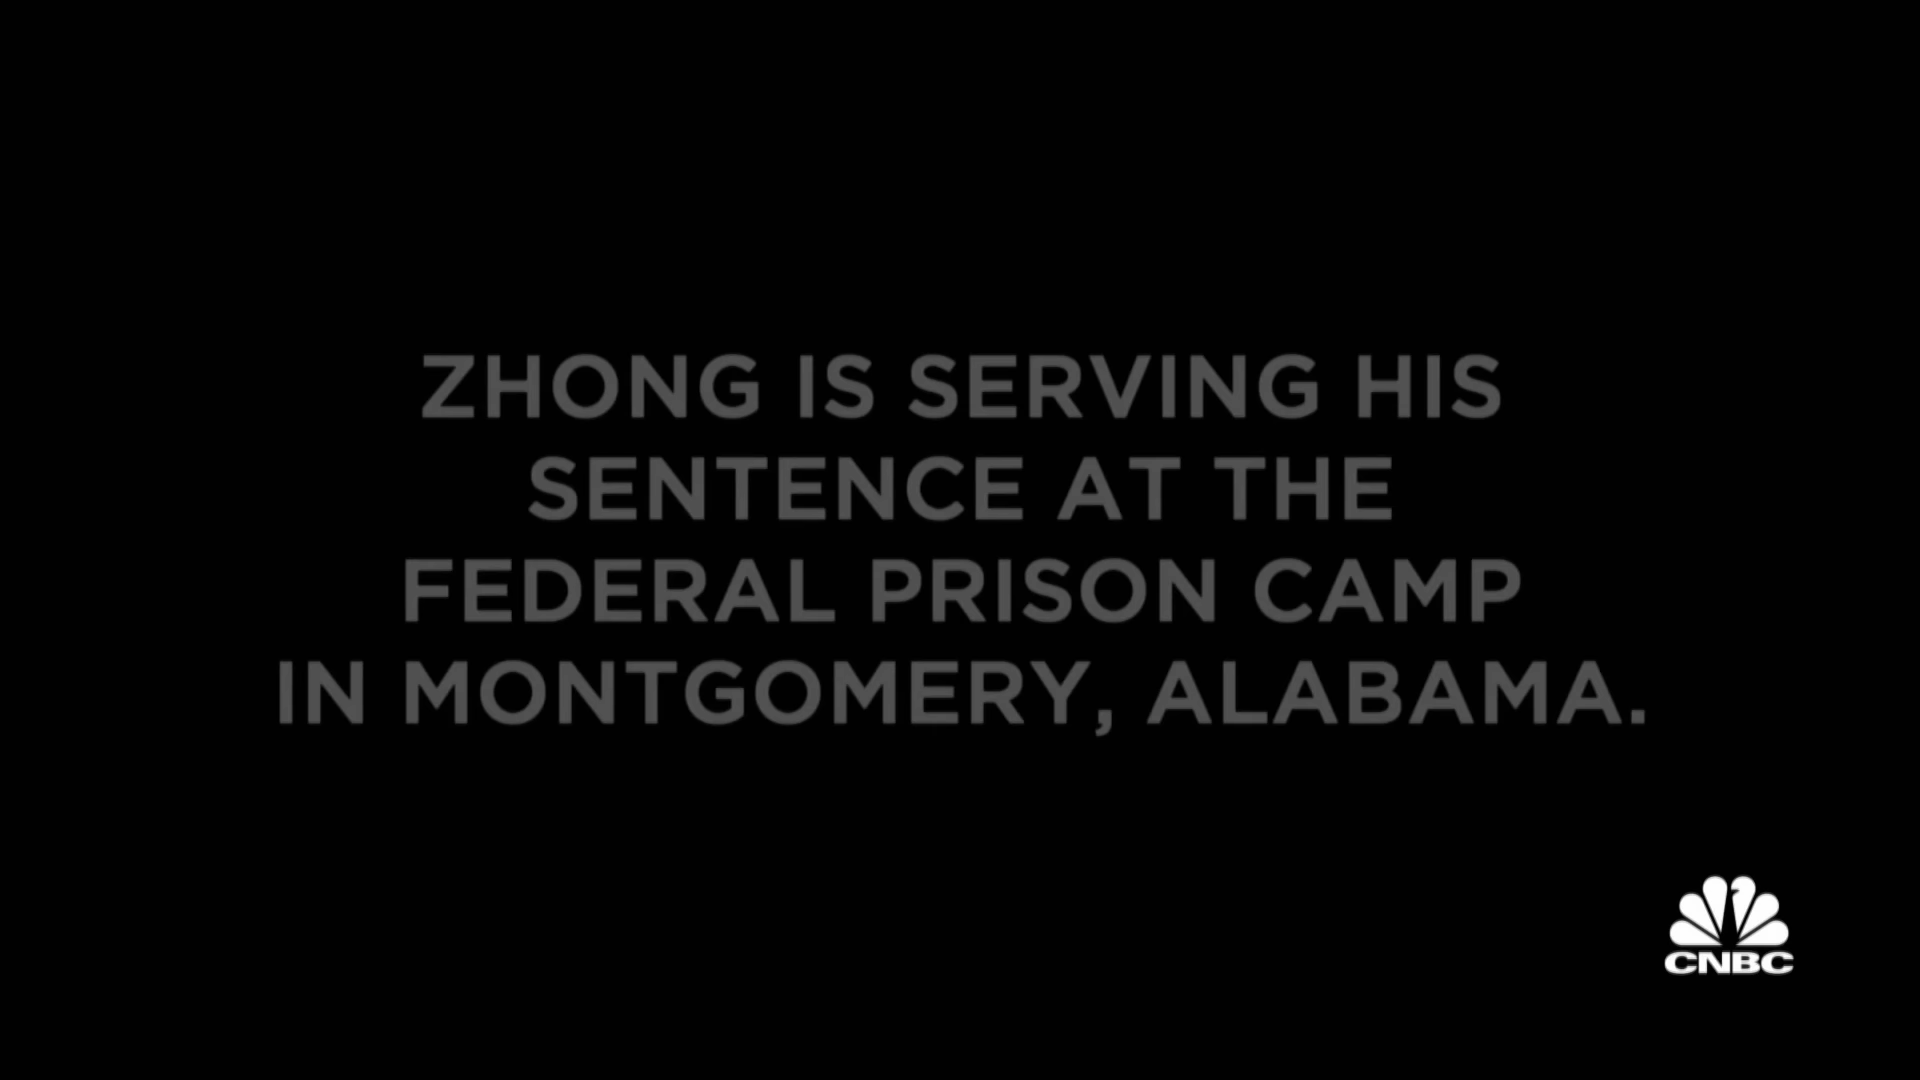 ZHONG IS SERVING HIS
SENTENCE AT THE
FEDERAL PRISON CAMP
IN MONTGOMERY, ALABAMA.
CNBC